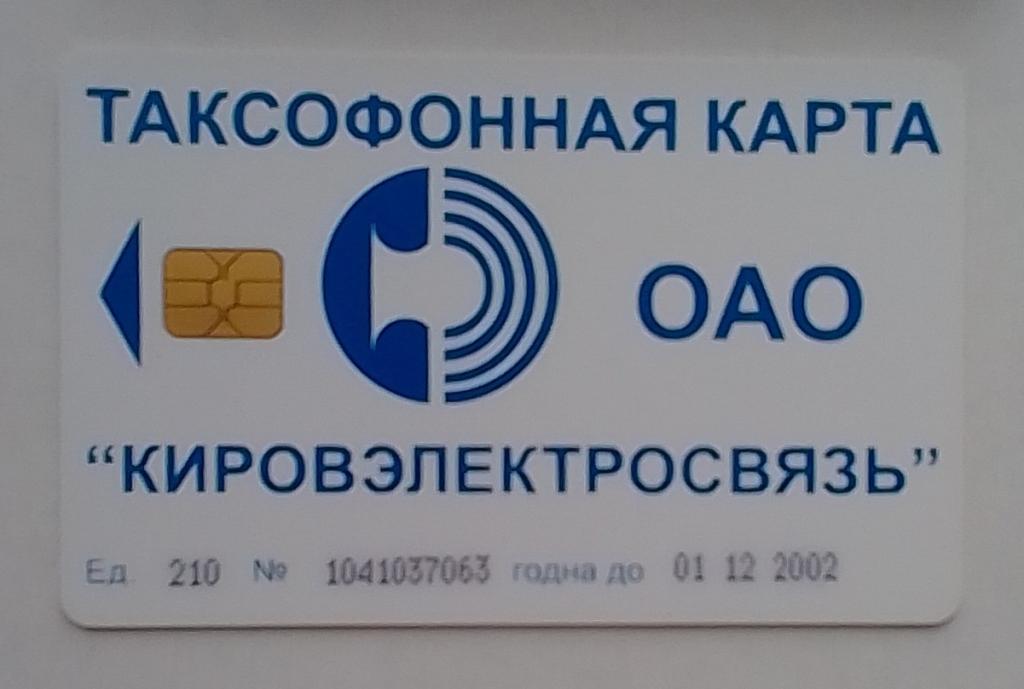 ТАКСОФОННАЯ КАРТА
ОАО
“КИРОВЭЛЕКТРОСВЯЗЬ”
Ед 210 № 1041037063 годна до 01 12 2002